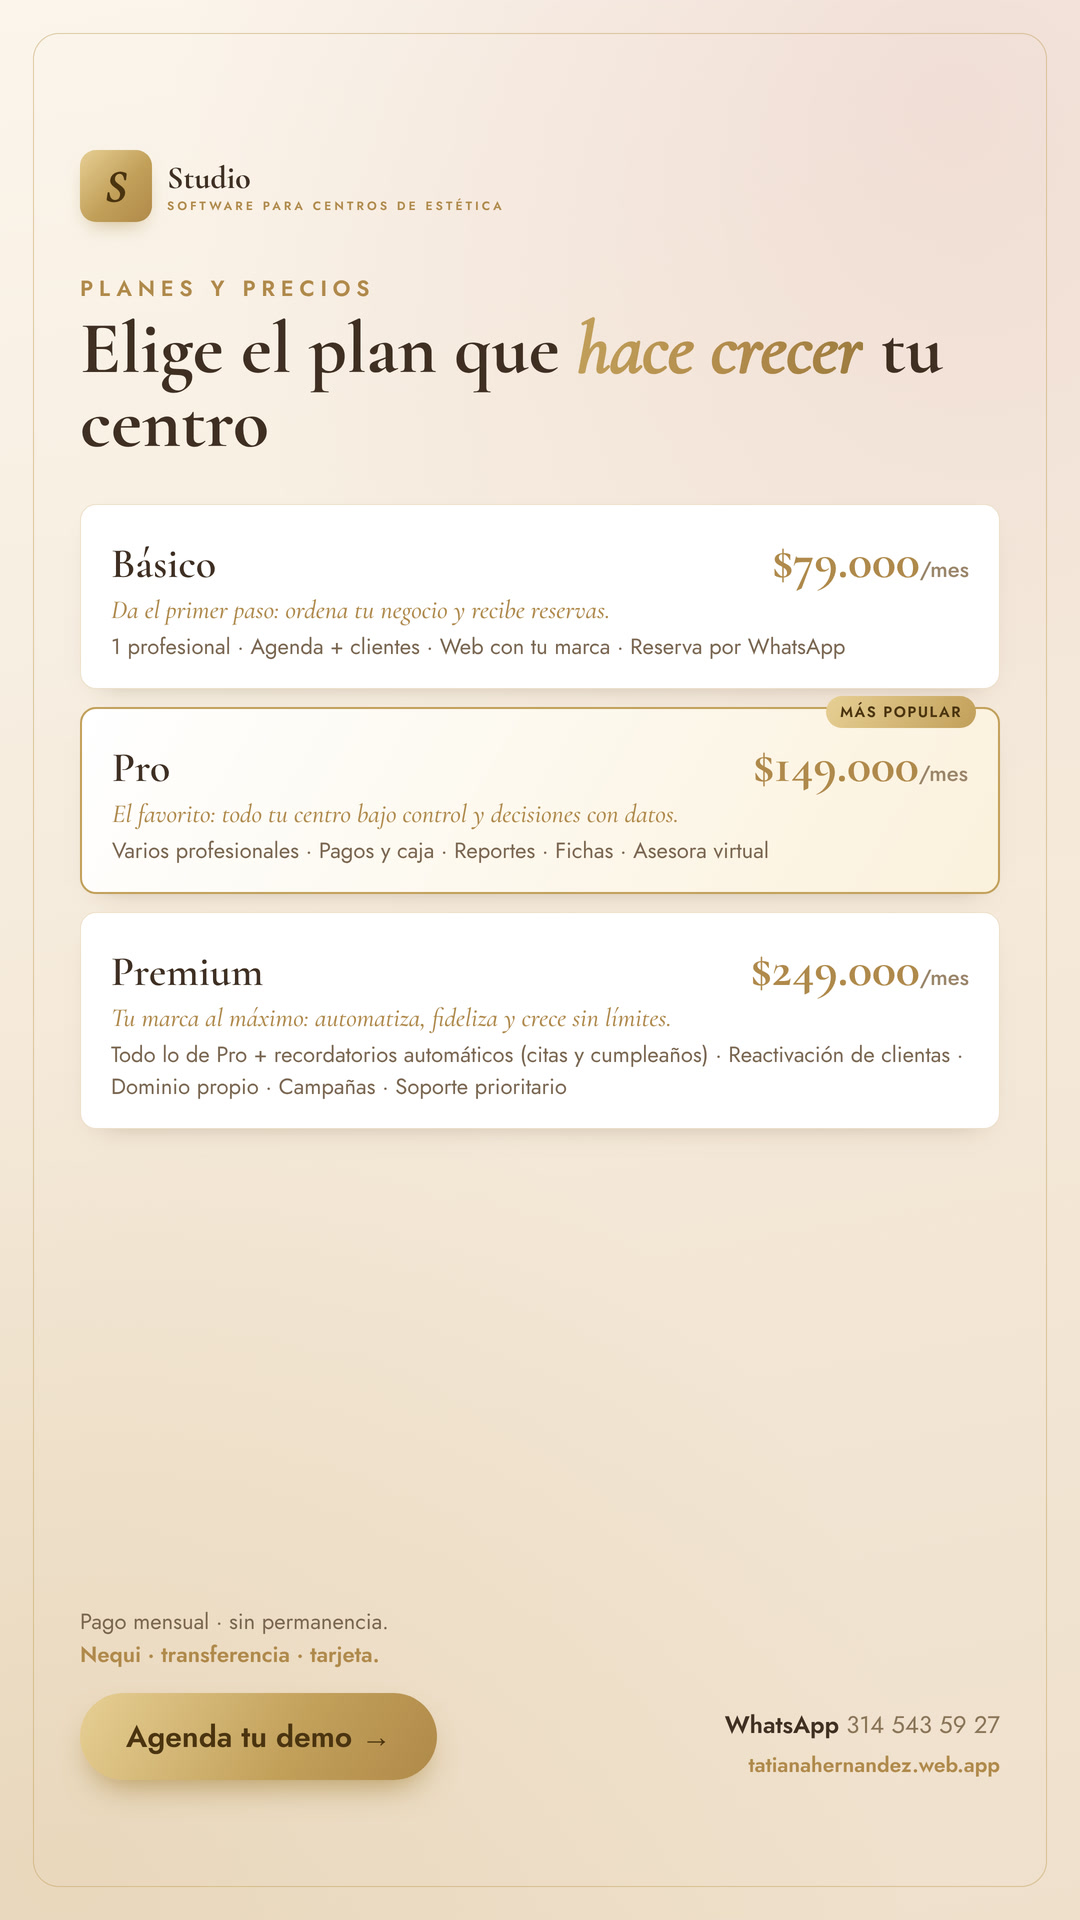 S
Studio
SOFTWARE PARA CENTROS DE ESTÉTICA
PLANES Y PRECIOS
Elige el plan que hace crecer tu
centro
Básico
$79.000/mes
Da el primer paso: ordena tu negocio y recibe reservas.
1 profesional · Agenda + clientes · Web con tu marca · Reserva por WhatsApp
MÁS POPULAR
Pro
$149.000/mes
El favorito: todo tu centro bajo control y decisiones con datos.
Varios profesionales · Pagos y caja · Reportes · Fichas · Asesora virtual
Premium
$249.000/mes
Tu marca al máximo: automatiza, fideliza y crece sin límites.
Todo lo de Pro + recordatorios automáticos (citas y cumpleaños) · Reactivación de clientas ·
Dominio propio · Campañas · Soporte prioritario
Pago mensual · sin permanencia.
Nequi · transferencia · tarjeta.
Agenda tu demo →
WhatsApp 314 543 59 27
tatianahernandez.web.app